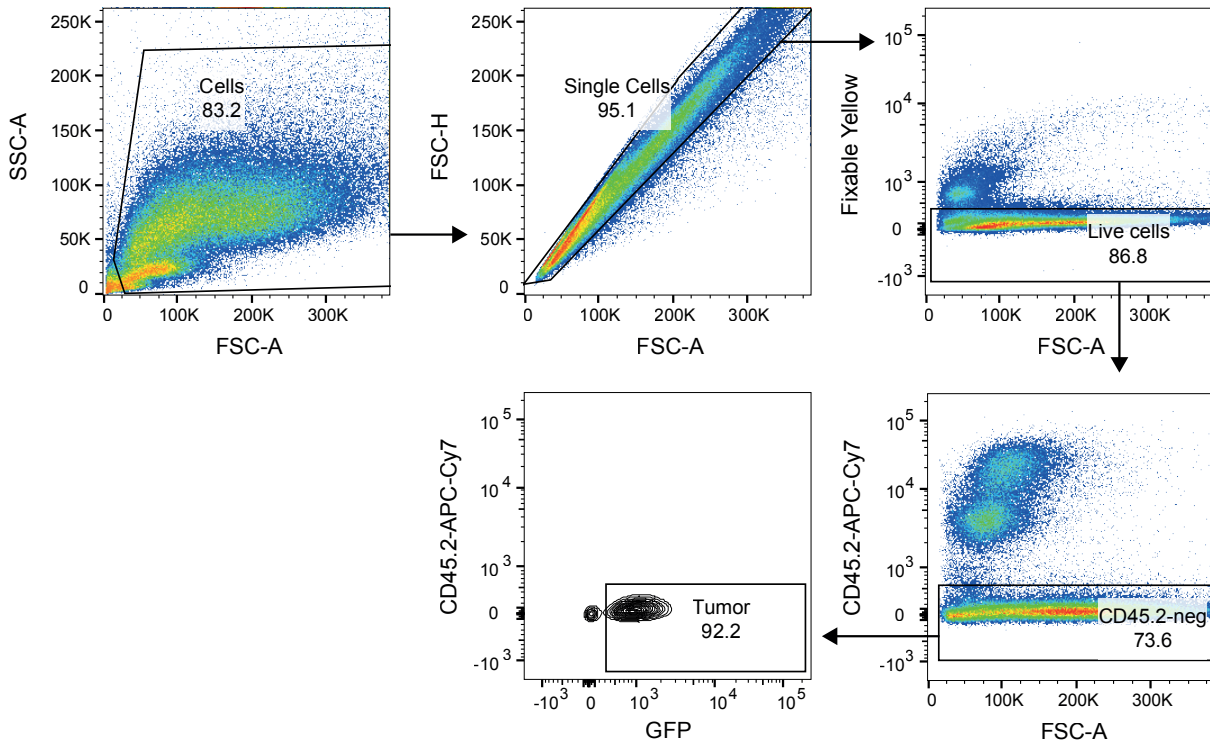 250K
200K
150K
100K
50K
0
SSC-A
Cells
83.2
0 100K 200K 300K
FSC-A
250K
200K
150K
100K
50K
0
FSC-H
Single Cells
95.1
0 100K 200K 300K
FSC-A
10^5
10^4
10^3
0
-10^3
Fixable Yellow
Live cells
86.8
0 100K 200K 300K
FSC-A
10^5
10^4
10^3
0
-10^3
CD45.2-APC-Cy7
Tumor
92.2
-10^3 0 10^3 10^4 10^5
GFP
10^5
10^4
10^3
0
-10^3
CD45.2-APC-Cy7
CD45.2-neg
73.6
0 100K 200K 300K
FSC-A